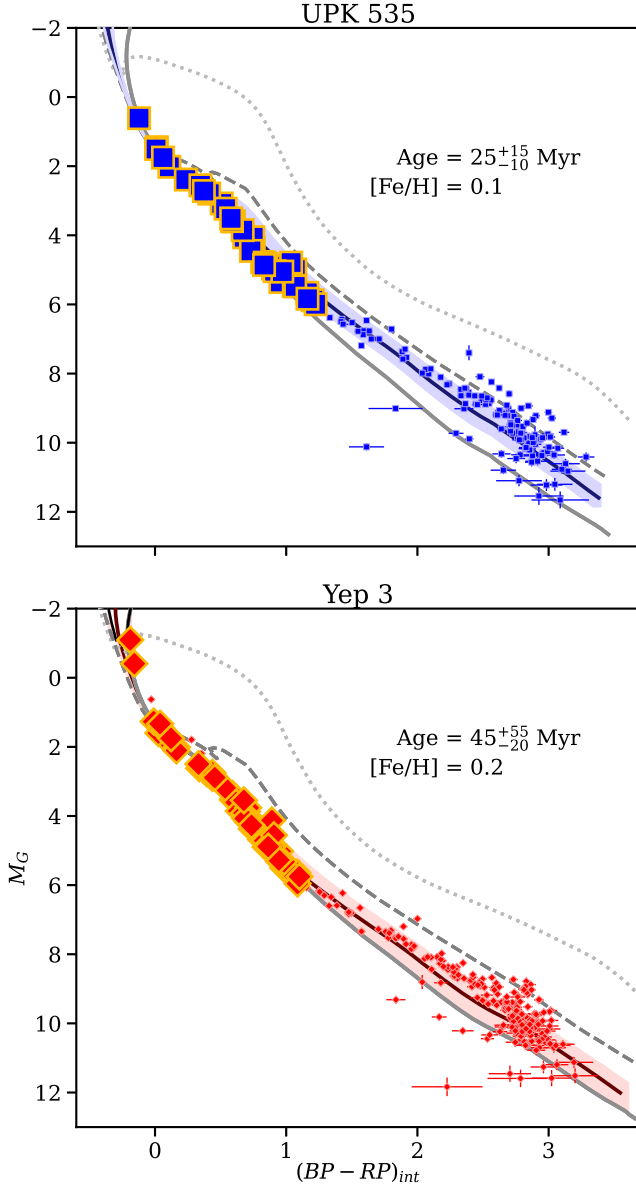 UPK 535
−2
0
2
4
6
8
10
12
Age = 25 +15 −10 Myr
[Fe/H] = 0.1
Yep 3
−2
0
2
4
6
8
10
12
M_G
Age = 45 +55 −20 Myr
[Fe/H] = 0.2
0 1 2 3
(BP − RP)_int